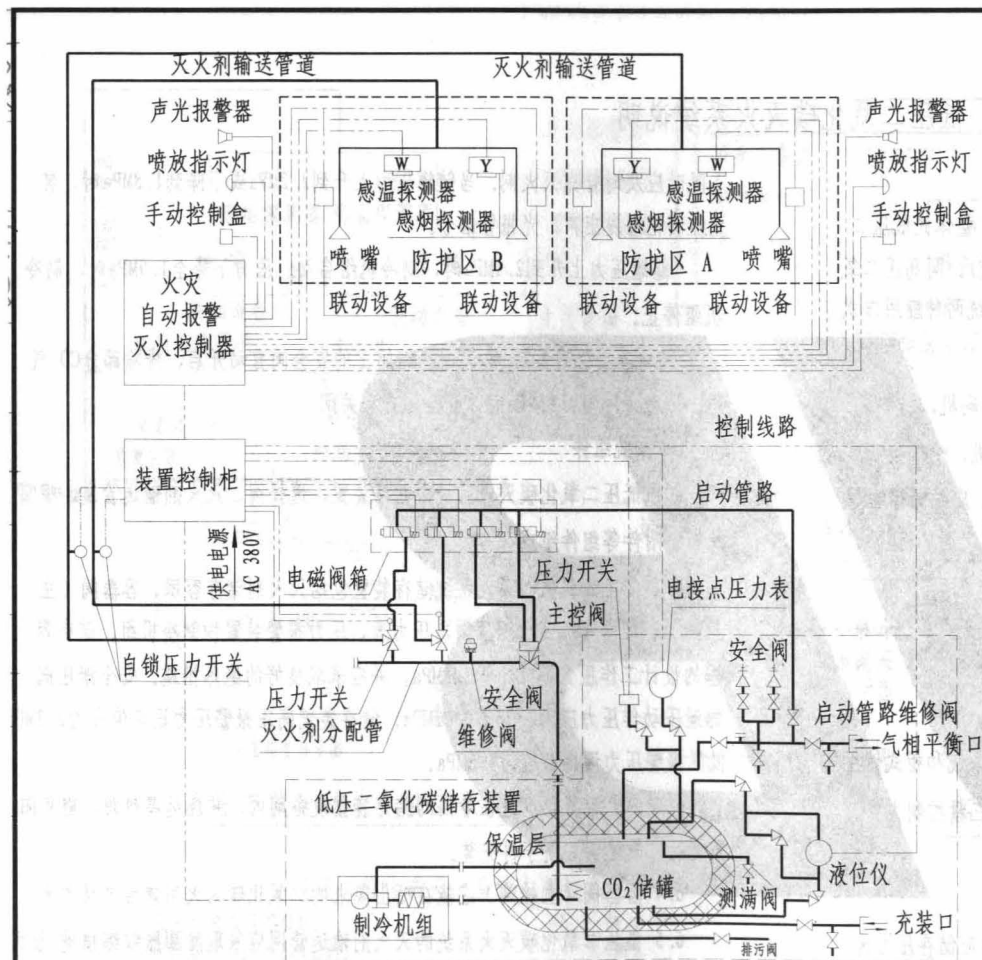 灭火剂输送管道
灭火剂输送管道
声光报警器
喷放指示灯
手动控制盒
W
Y
感温探测器
感烟探测器
喷嘴
防护区 B
联动设备
联动设备
Y
W
感温探测器
感烟探测器
防护区 A
喷嘴
联动设备
联动设备
声光报警器
喷放指示灯
手动控制盒
火灾
自动报警
灭火控制器
控制线路
装置控制柜
启动管路
供电电源
AC 380V
电磁阀箱
压力开关
主控阀
电接点压力表
自锁压力开关
压力开关
灭火剂分配管
安全阀
维修阀
安全阀
启动管路维修阀
气相平衡口
低压二氧化碳储存装置
保温层
CO₂储罐
液位仪
测满阀
制冷机组
充装口
排污阀